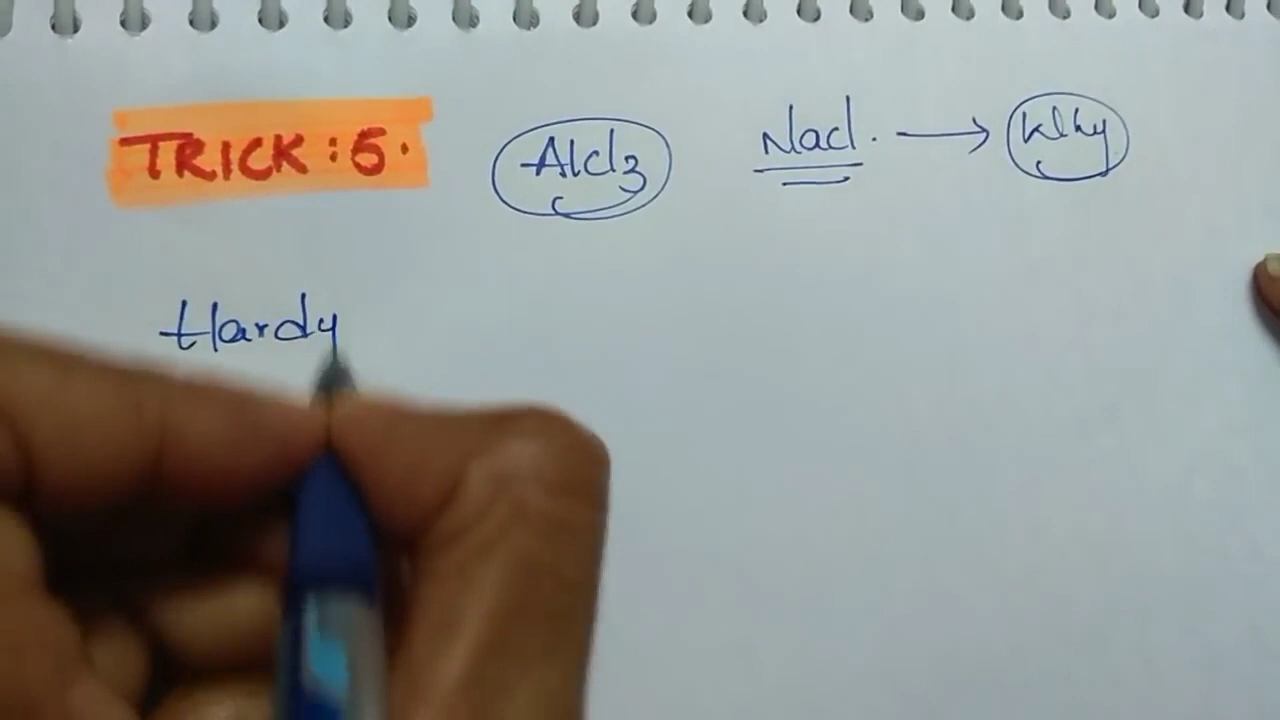 TRICK: 5.
AlCl3 NaCl. → Why
Hardy